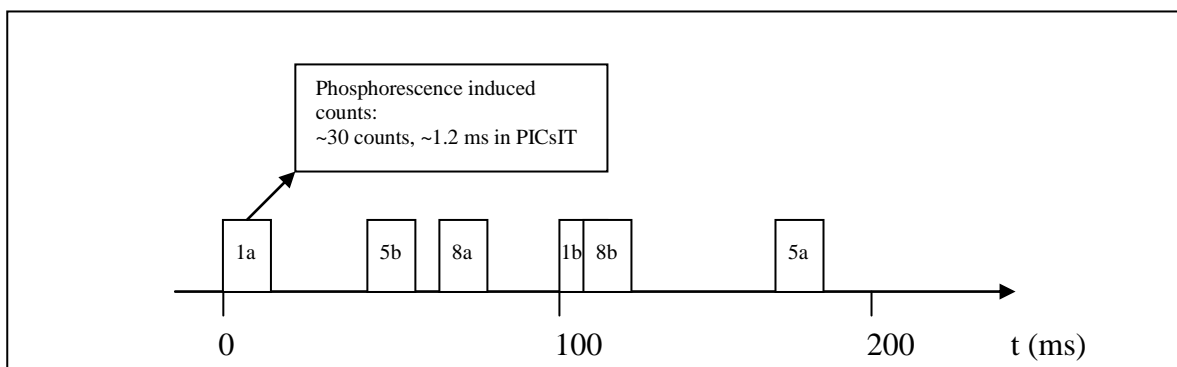 Phosphorescence induced
counts:
~30 counts, ~1.2 ms in PICsIT
1a
5b
8a
1b
8b
5a
0
100
200
t (ms)